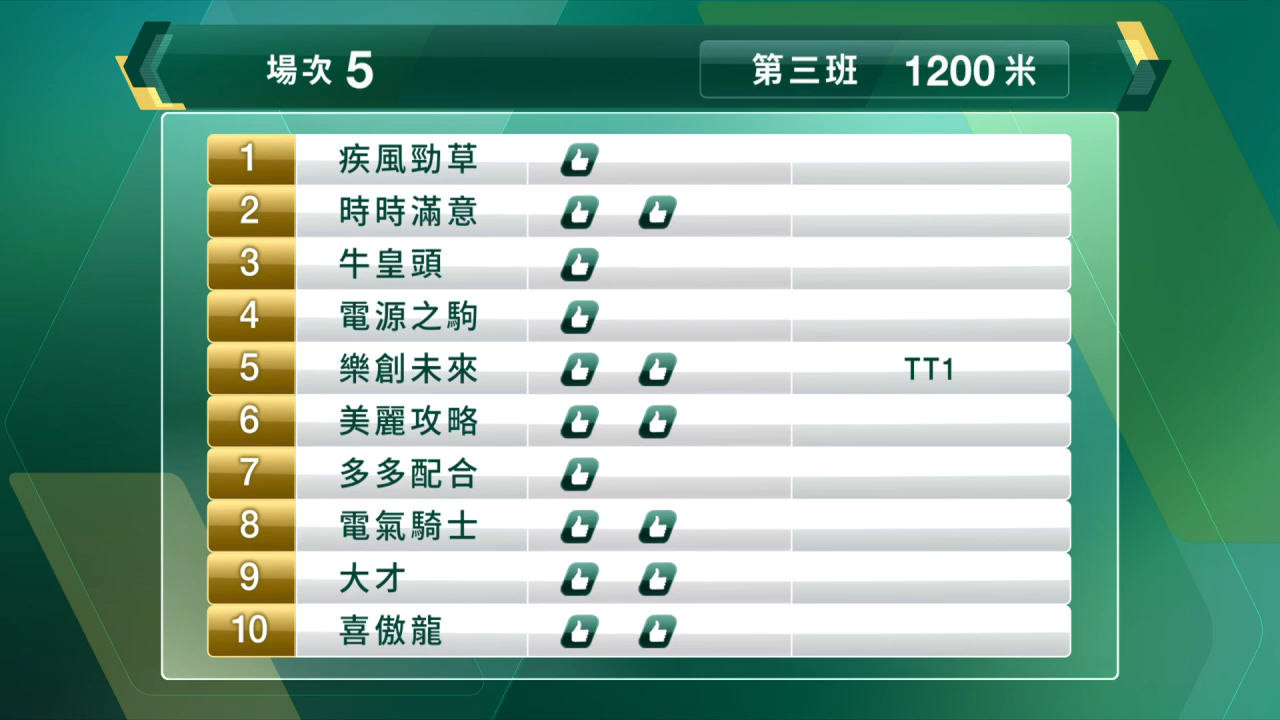 場次 5 第三班 1200 米
1 疾風勁草
2 時時滿意
3 牛皇頭
4 電源之駒
5 樂創未來 TT1
6 美麗攻略
7 多多配合
8 電氣騎士
9 大才
10 喜傲龍